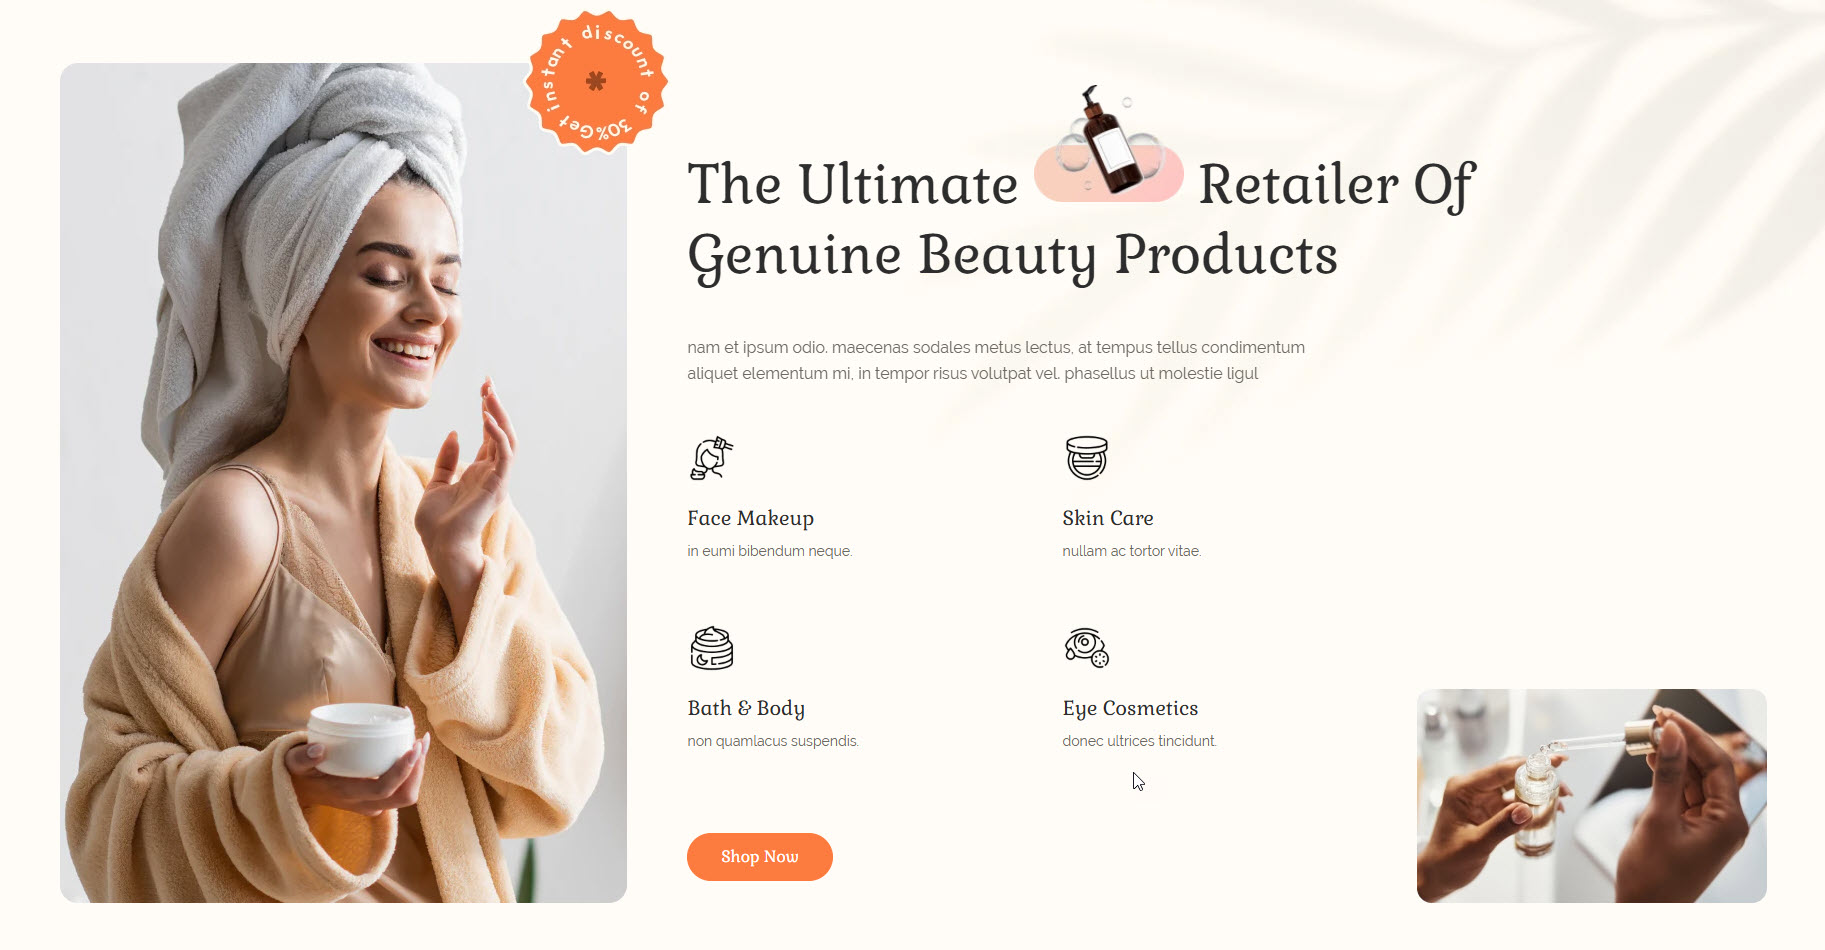 Get instant discount of 30%
The Ultimate Retailer Of
Genuine Beauty Products
nam et ipsum odio. maecenas sodales metus lectus, at tempus tellus condimentum
aliquet elementum mi, in tempor risus volutpat vel. phasellus ut molestie ligul
Face Makeup
in eumi bibendum neque.
Skin Care
nullam ac tortor vitae.
Bath & Body
non quamlacus suspendis.
Eye Cosmetics
donec ultrices tincidunt.
Shop Now